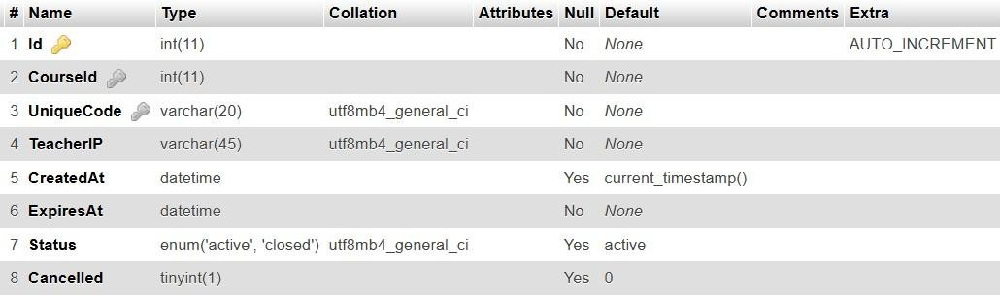 # Name Type Collation Attributes Null Default Comments Extra
1 Id int(11) No None AUTO_INCREMENT
2 CourseId int(11) No None
3 UniqueCode varchar(20) utf8mb4_general_ci No None
4 TeacherIP varchar(45) utf8mb4_general_ci No None
5 CreatedAt datetime Yes current_timestamp()
6 ExpiresAt datetime No None
7 Status enum('active', 'closed') utf8mb4_general_ci Yes active
8 Cancelled tinyint(1) Yes 0